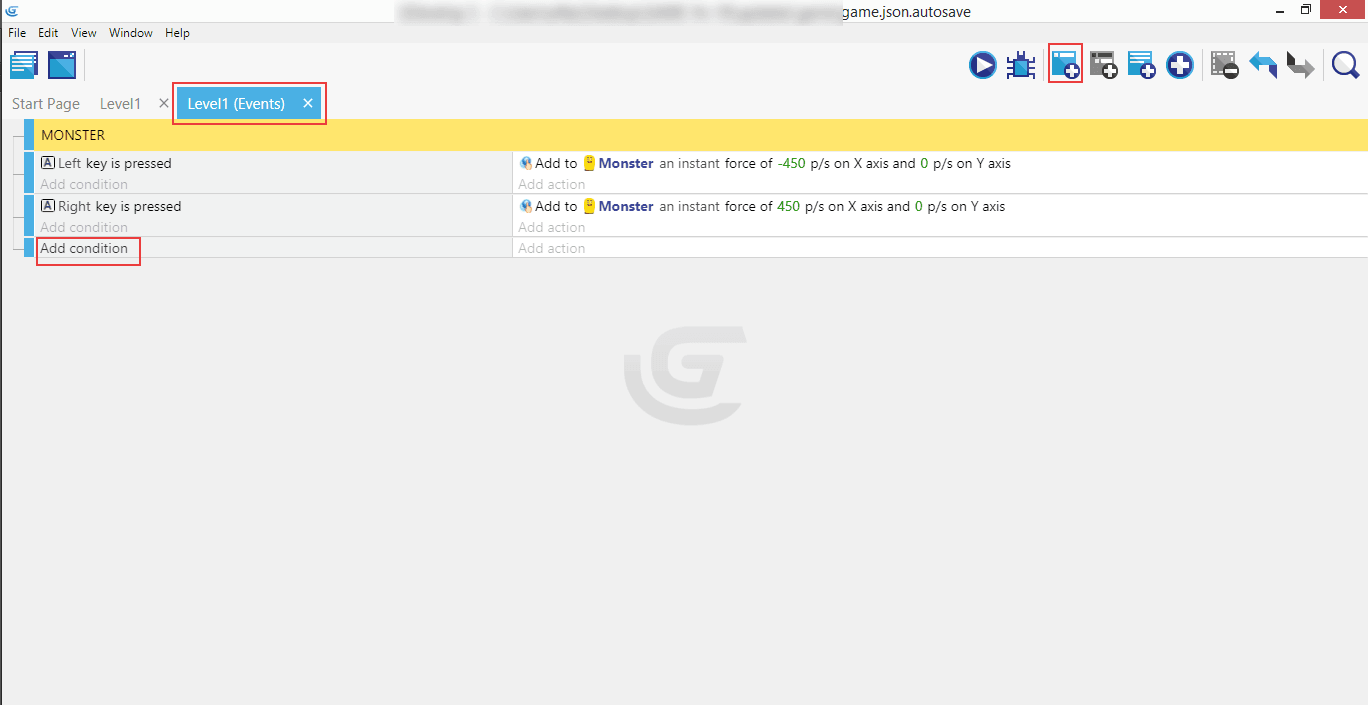 game.json.autosave
File Edit View Window Help
Start Page Level1 × Level1 (Events) ×
MONSTER
A Left key is pressed Add to Monster an instant force of -450 p/s on X axis and 0 p/s on Y axis
Add condition Add action
A Right key is pressed Add to Monster an instant force of 450 p/s on X axis and 0 p/s on Y axis
Add condition Add action
Add condition Add action